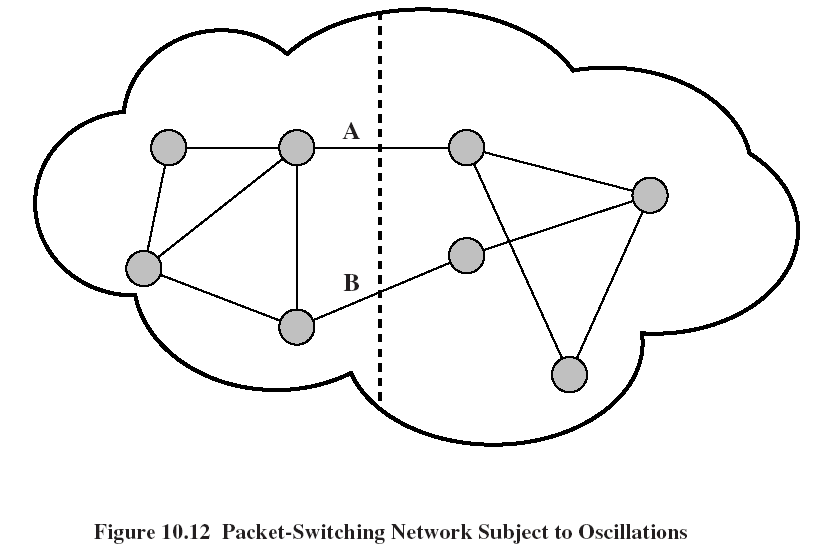 A
B
Figure 10.12 Packet-Switching Network Subject to Oscillations